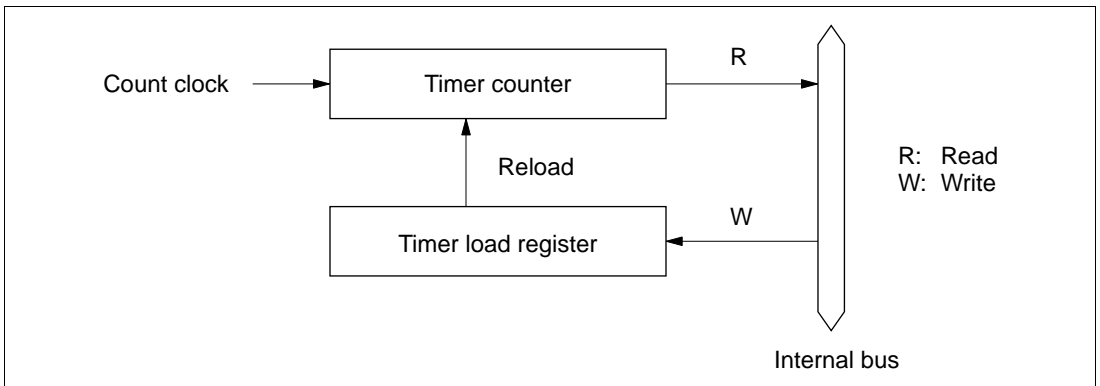 R
Count clock
Timer counter
Reload
R: Read
W: Write
W
Timer load register
Internal bus